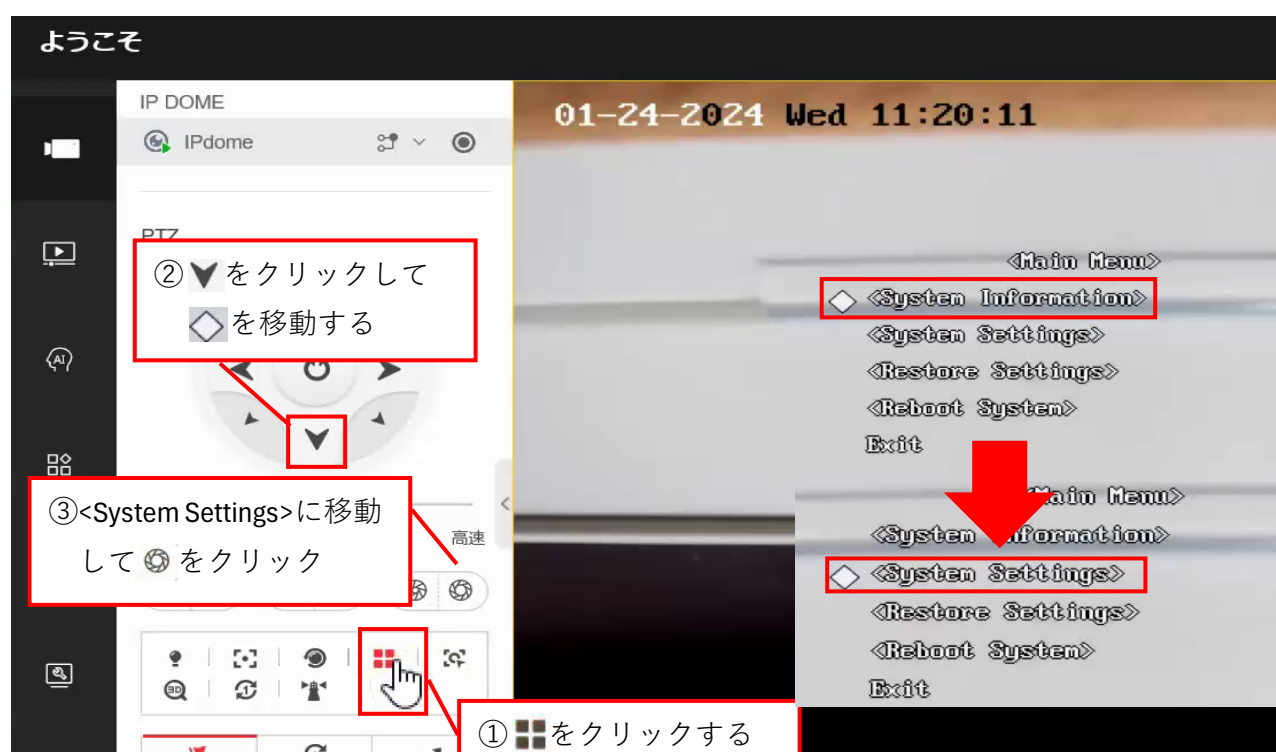 ようこそ
IP DOME
IPdome
01-24-2024 Wed 11:20:11
PTZ
②をクリックして
を移動する
<Main Menu>
<System Information>
<System Settings>
<Restore Settings>
<Reboot System>
Exit
③<System Settings>に移動
してをクリック
高速
<Main Menu>
<System Information>
<System Settings>
<Restore Settings>
<Reboot System>
Exit
AI
3D
1
①をクリックする